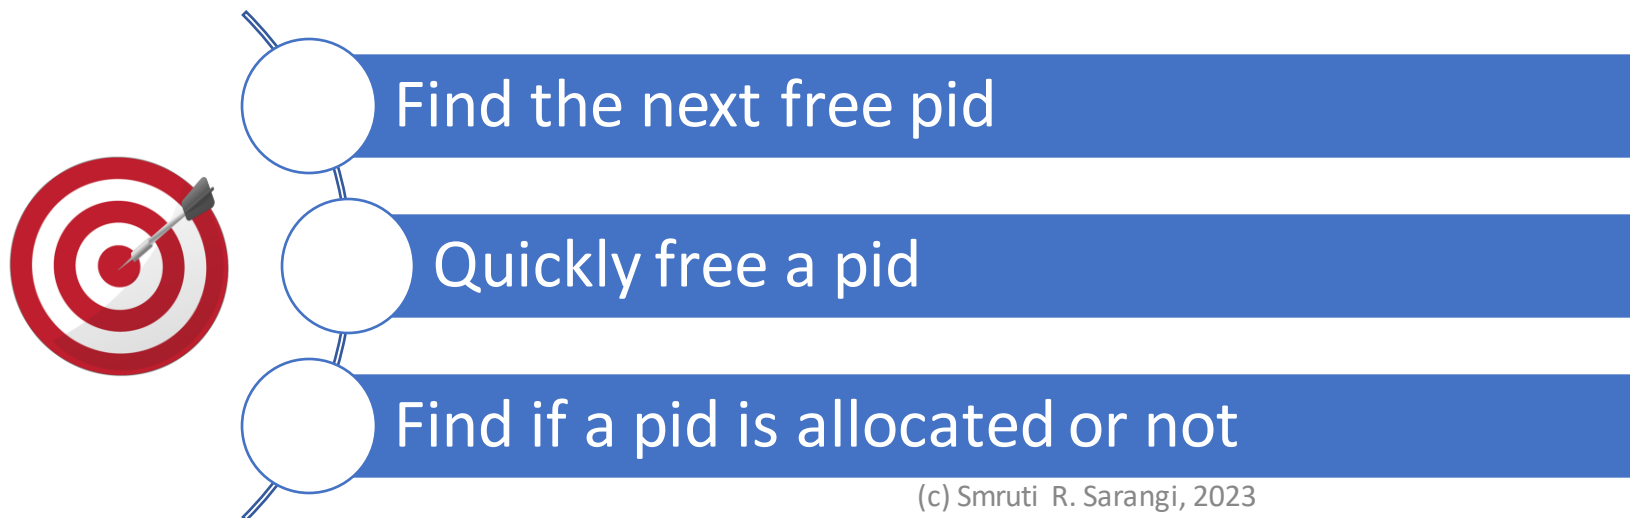 Find the next free pid
Quickly free a pid
Find if a pid is allocated or not
(c) Smruti R. Sarangi, 2023